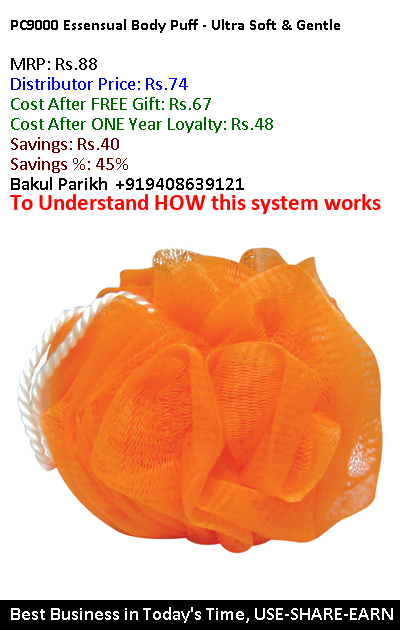 PC9000 Essensual Body Puff - Ultra Soft & Gentle
MRP: Rs.88
Distributor Price: Rs.74
Cost After FREE Gift: Rs.67
Cost After ONE Year Loyalty: Rs.48
Savings: Rs.40
Savings %: 45%
Bakul Parikh +919408639121
To Understand HOW this system works
Best Business in Today's Time, USE-SHARE-EARN